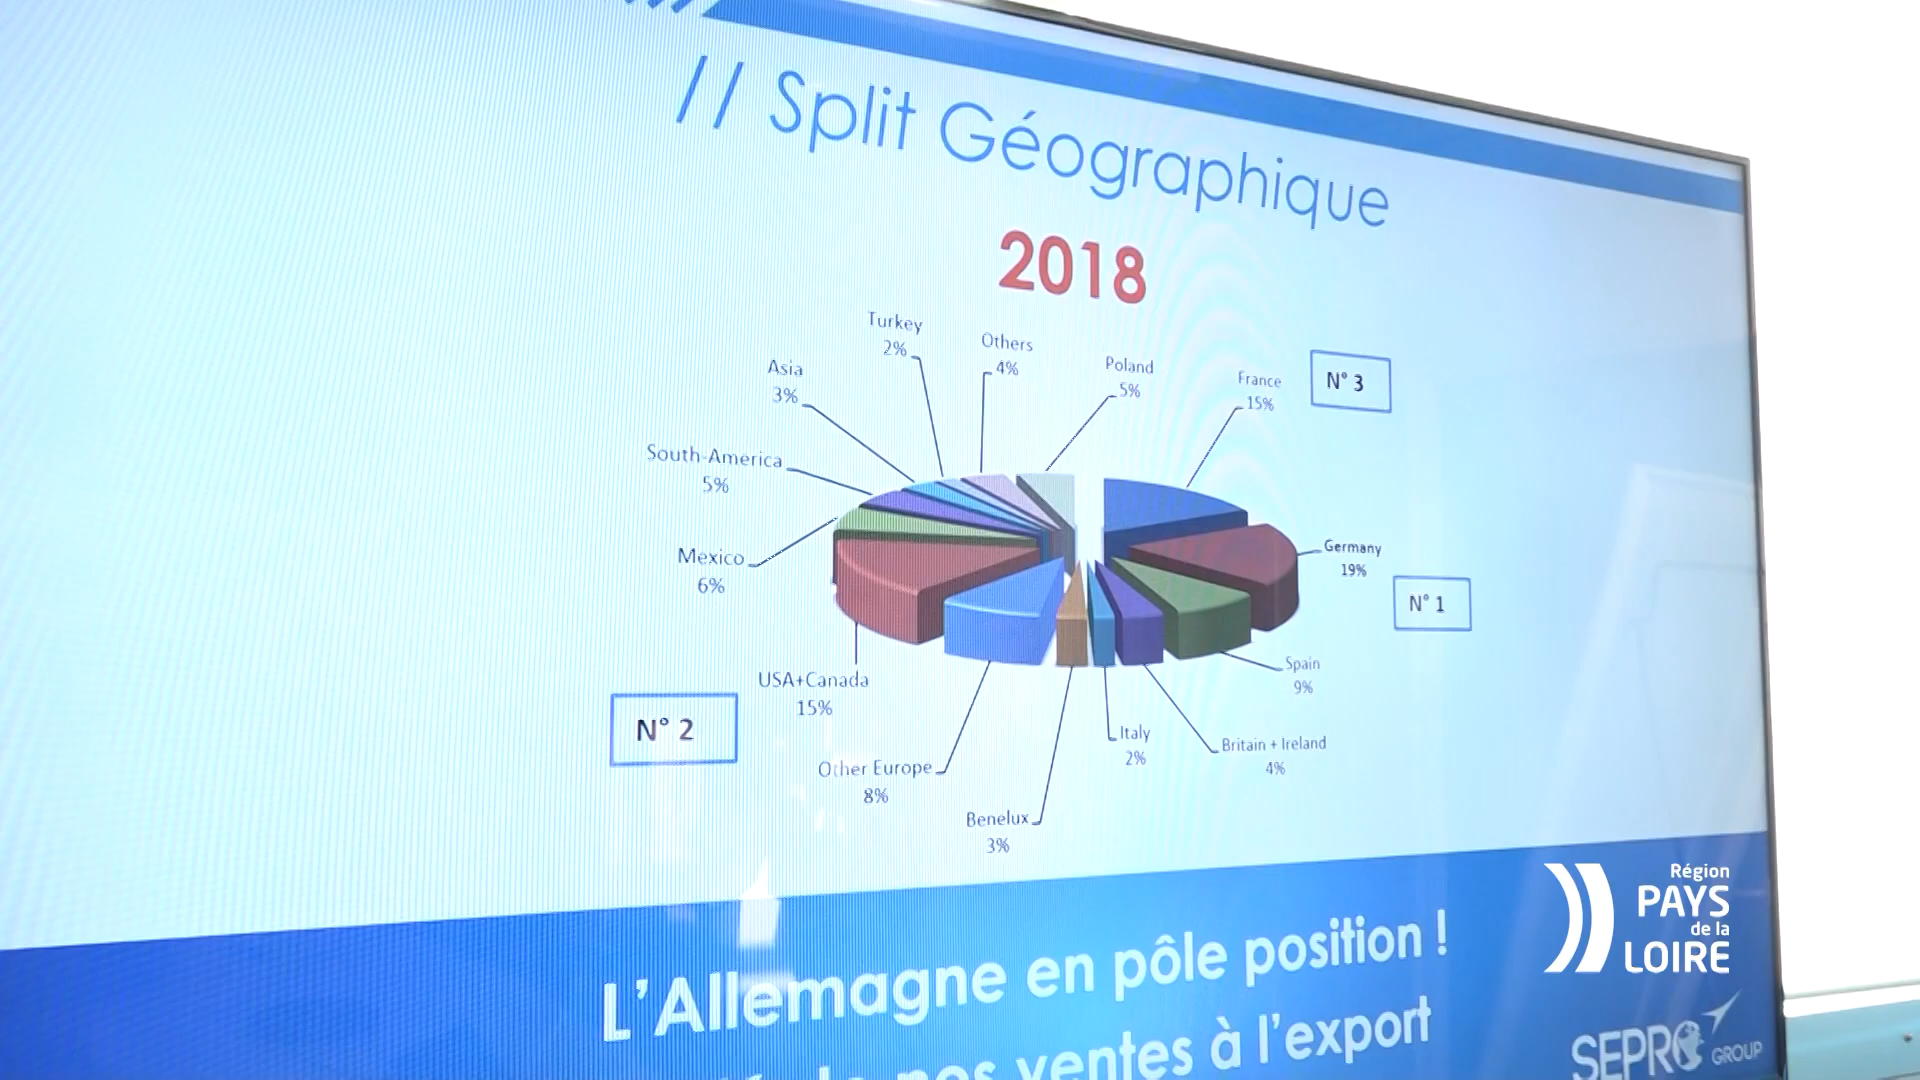 // Split Géographique
2018
Turkey
2%
Others
4%
Poland
5%
France
15%
N° 3
Asia
3%
South-America
5%
Mexico
6%
Germany
19%
N° 1
USA+Canada
15%
N° 2
Spain
9%
Italy
2%
Britain + Ireland
4%
Other Europe
8%
Benelux
3%
L'Allemagne en pôle position !
nos ventes à l'export
Région
PAYS
de la
LOIRE
SEPRO
GROUP